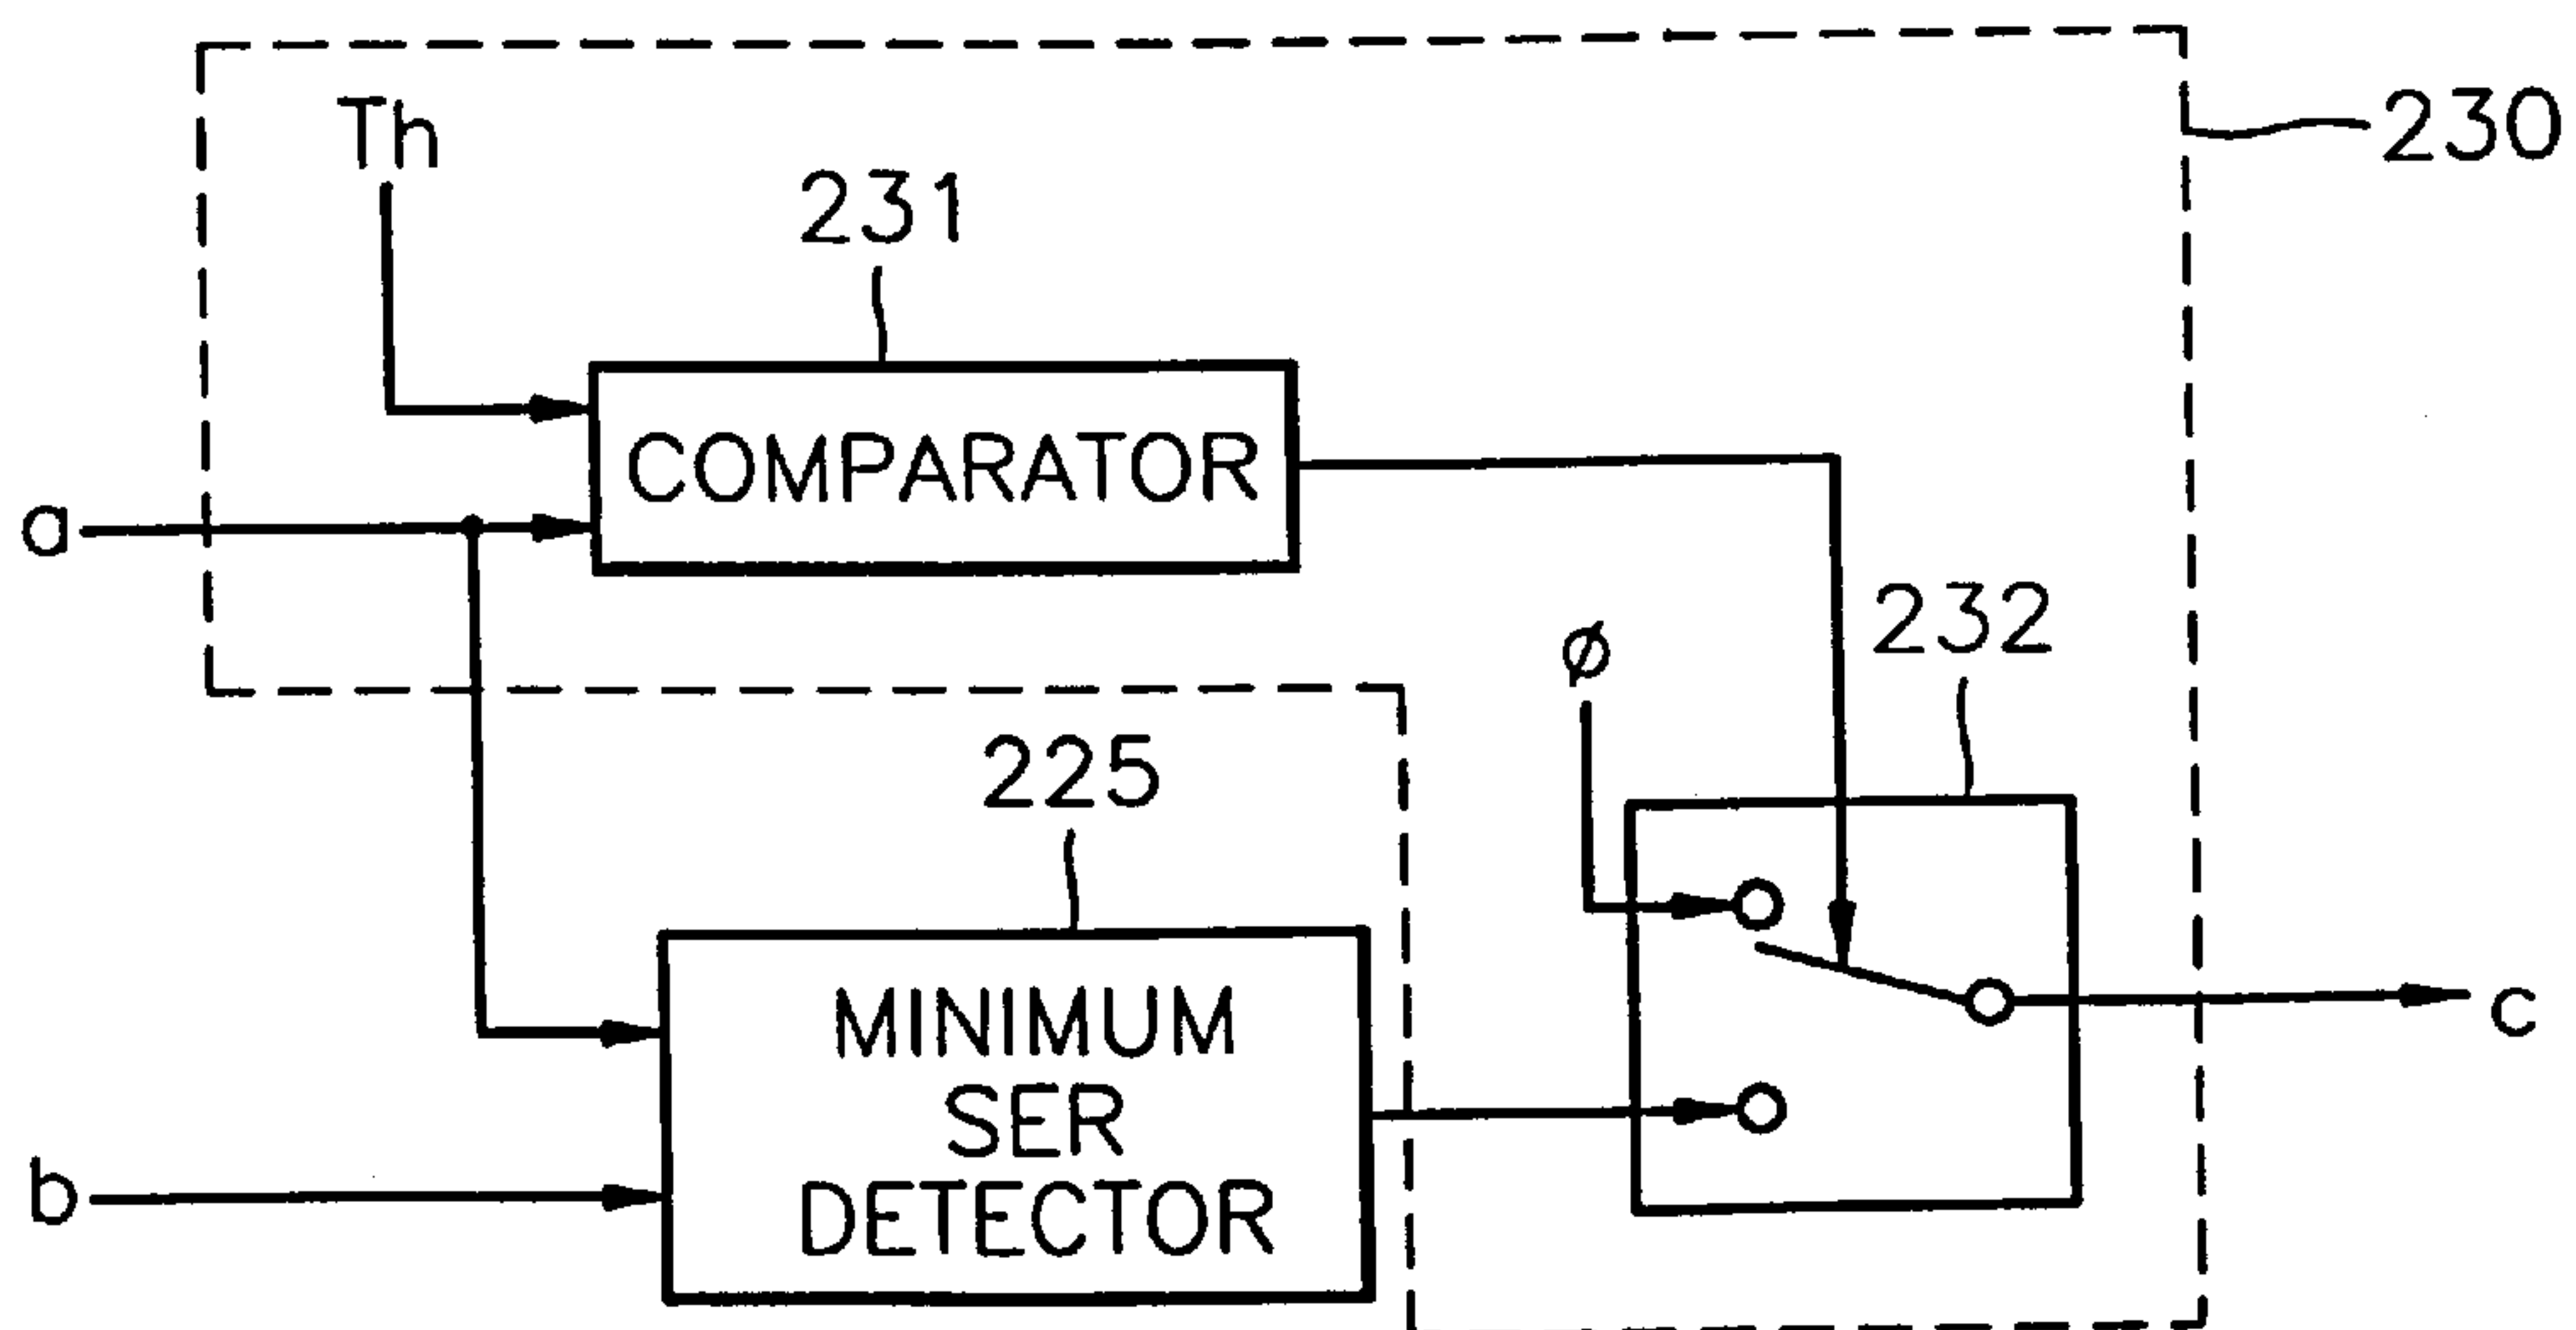 Th
230
231
COMPARATOR
a
ø
232
225
MINIMUM
SER
DETECTOR
b
c